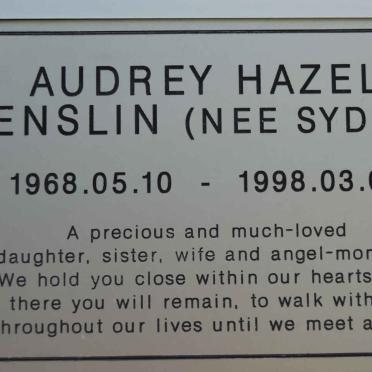 AUDREY HAZEL
ENSLIN (NEE SYD
1968.05.10 - 1998.03.
A precious and much-loved
daughter, sister, wife and angel-mo
We hold you close within our hearts
there you will remain, to walk with
hroughout our lives until we meet a